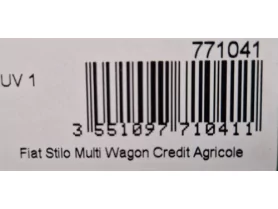 771041
UV 1
3 551097 710411
Fiat Stilo Multi Wagon Credit Agricole